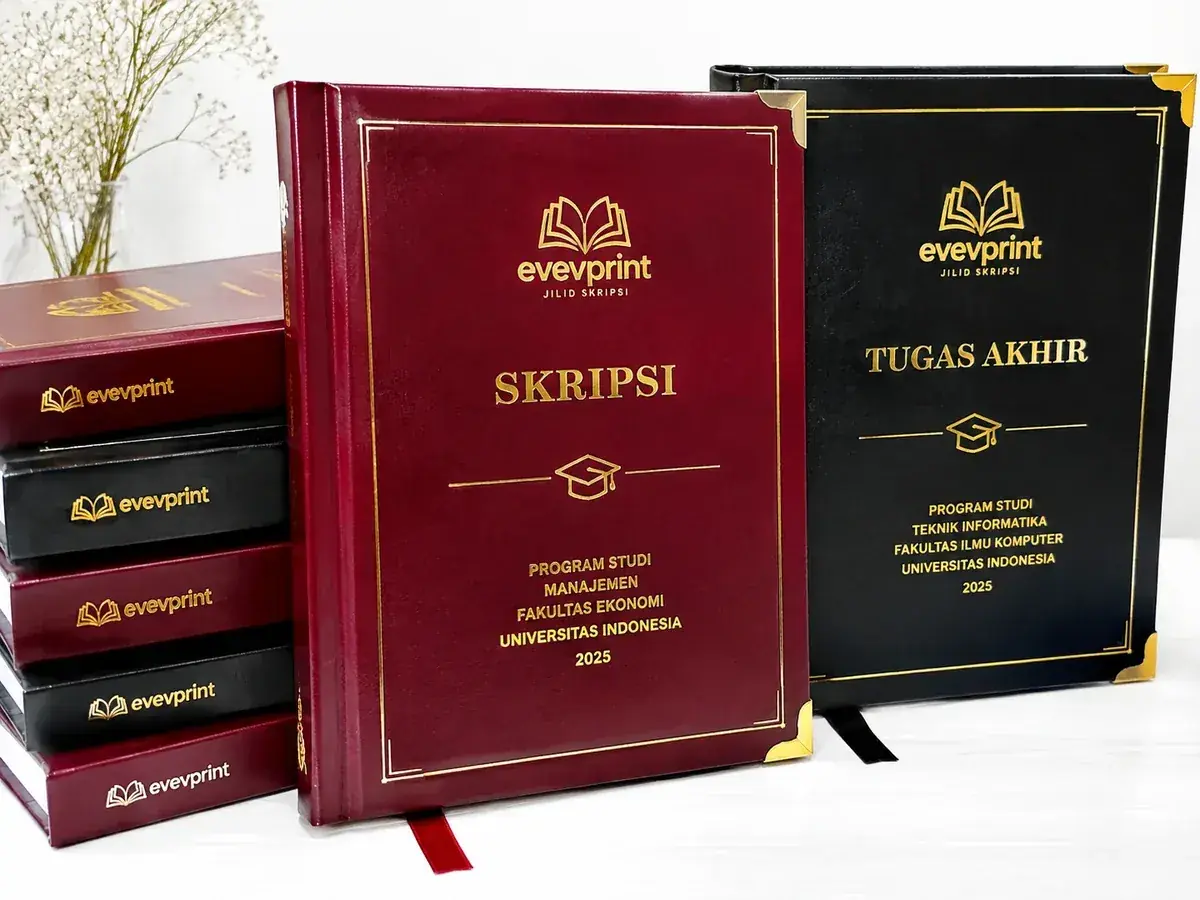 evevprint
JILID SKRIPSI
SKRIPSI
PROGRAM STUDI
MANAJEMEN
FAKULTAS EKONOMI
UNIVERSITAS INDONESIA
2025
evevprint
JILID SKRIPSI
TUGAS AKHIR
PROGRAM STUDI
TEKNIK INFORMATIKA
FAKULTAS ILMU KOMPUTER
UNIVERSITAS INDONESIA
2025
evevprint
evevprint
evevprint
evevprint
evevprint